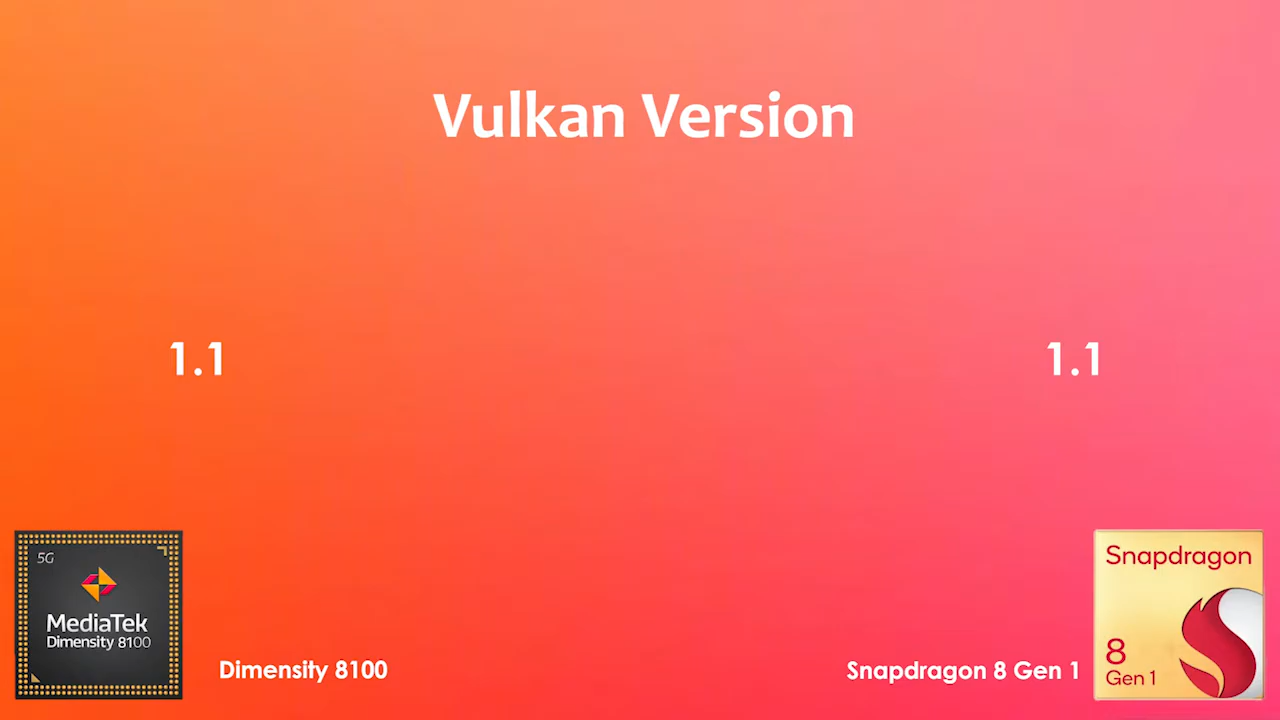 Vulkan Version
1.1
1.1
5G
MediaTek
Dimensity 8100
Dimensity 8100
Snapdragon 8 Gen 1
Snapdragon
8
Gen 1